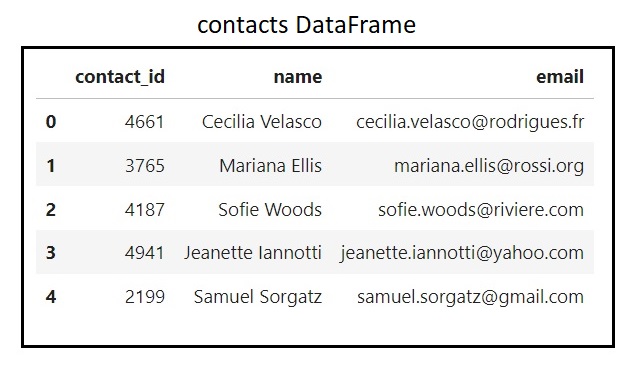 contacts DataFrame
contact_id name email
0 4661 Cecilia Velasco cecilia.velasco@rodrigues.fr
1 3765 Mariana Ellis mariana.ellis@rossi.org
2 4187 Sofie Woods sofie.woods@riviere.com
3 4941 Jeanette Iannotti jeanette.iannotti@yahoo.com
4 2199 Samuel Sorgatz samuel.sorgatz@gmail.com